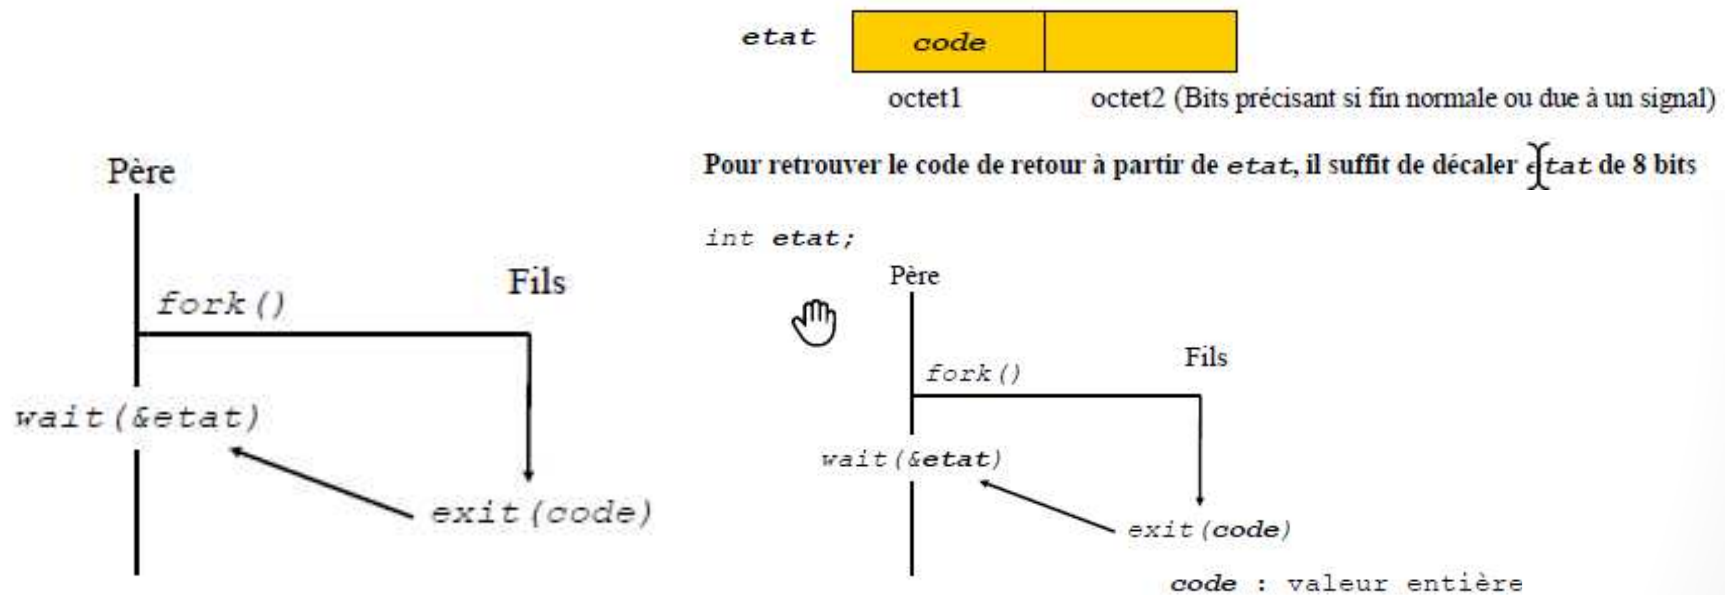 etat code
octet1 octet2 (Bits précisant si fin normale ou due à un signal)
Pour retrouver le code de retour à partir de etat, il suffit de décaler etat de 8 bits
Père
fork()
Fils
wait(&etat)
exit(code)
int etat;
Père
fork()
Fils
wait(&etat)
exit(code)
code : valeur entière